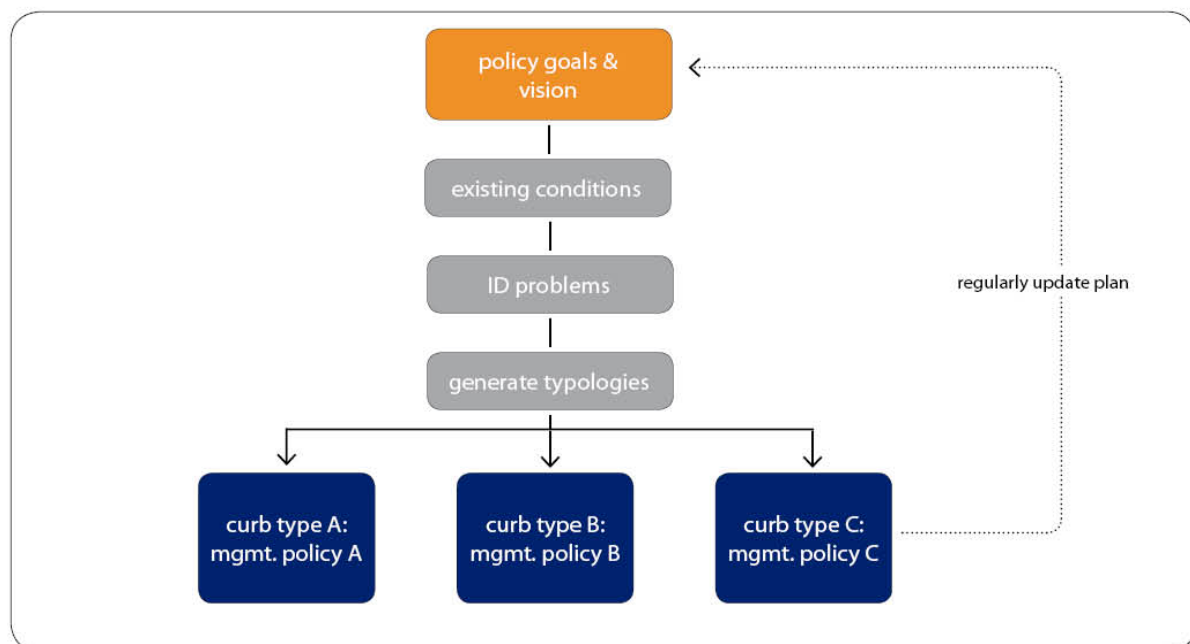 policy goals &
vision
existing conditions
ID problems
regularly update plan
generate typologies
curb type A:
mgmt. policy A
curb type B:
mgmt. policy B
curb type C:
mgmt. policy C